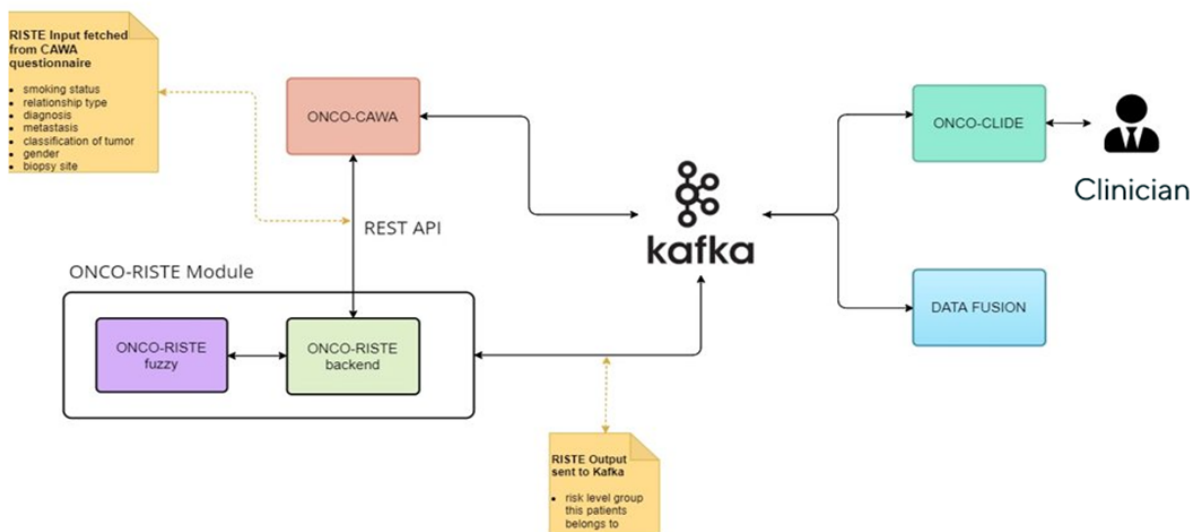 RISTE Input fetched
from CAWA
questionnaire
• smoking status
• relationship type
• diagnosis
• metastasis
• classification of tumor
• gender
• biopsy site
ONCO-CAWA
REST API
ONCO-RISTE Module
ONCO-RISTE
fuzzy
ONCO-RISTE
backend
kafka
ONCO-CLIDE
Clinician
DATA FUSION
RISTE Output
sent to Kafka
• risk level group
this patients
belongs to